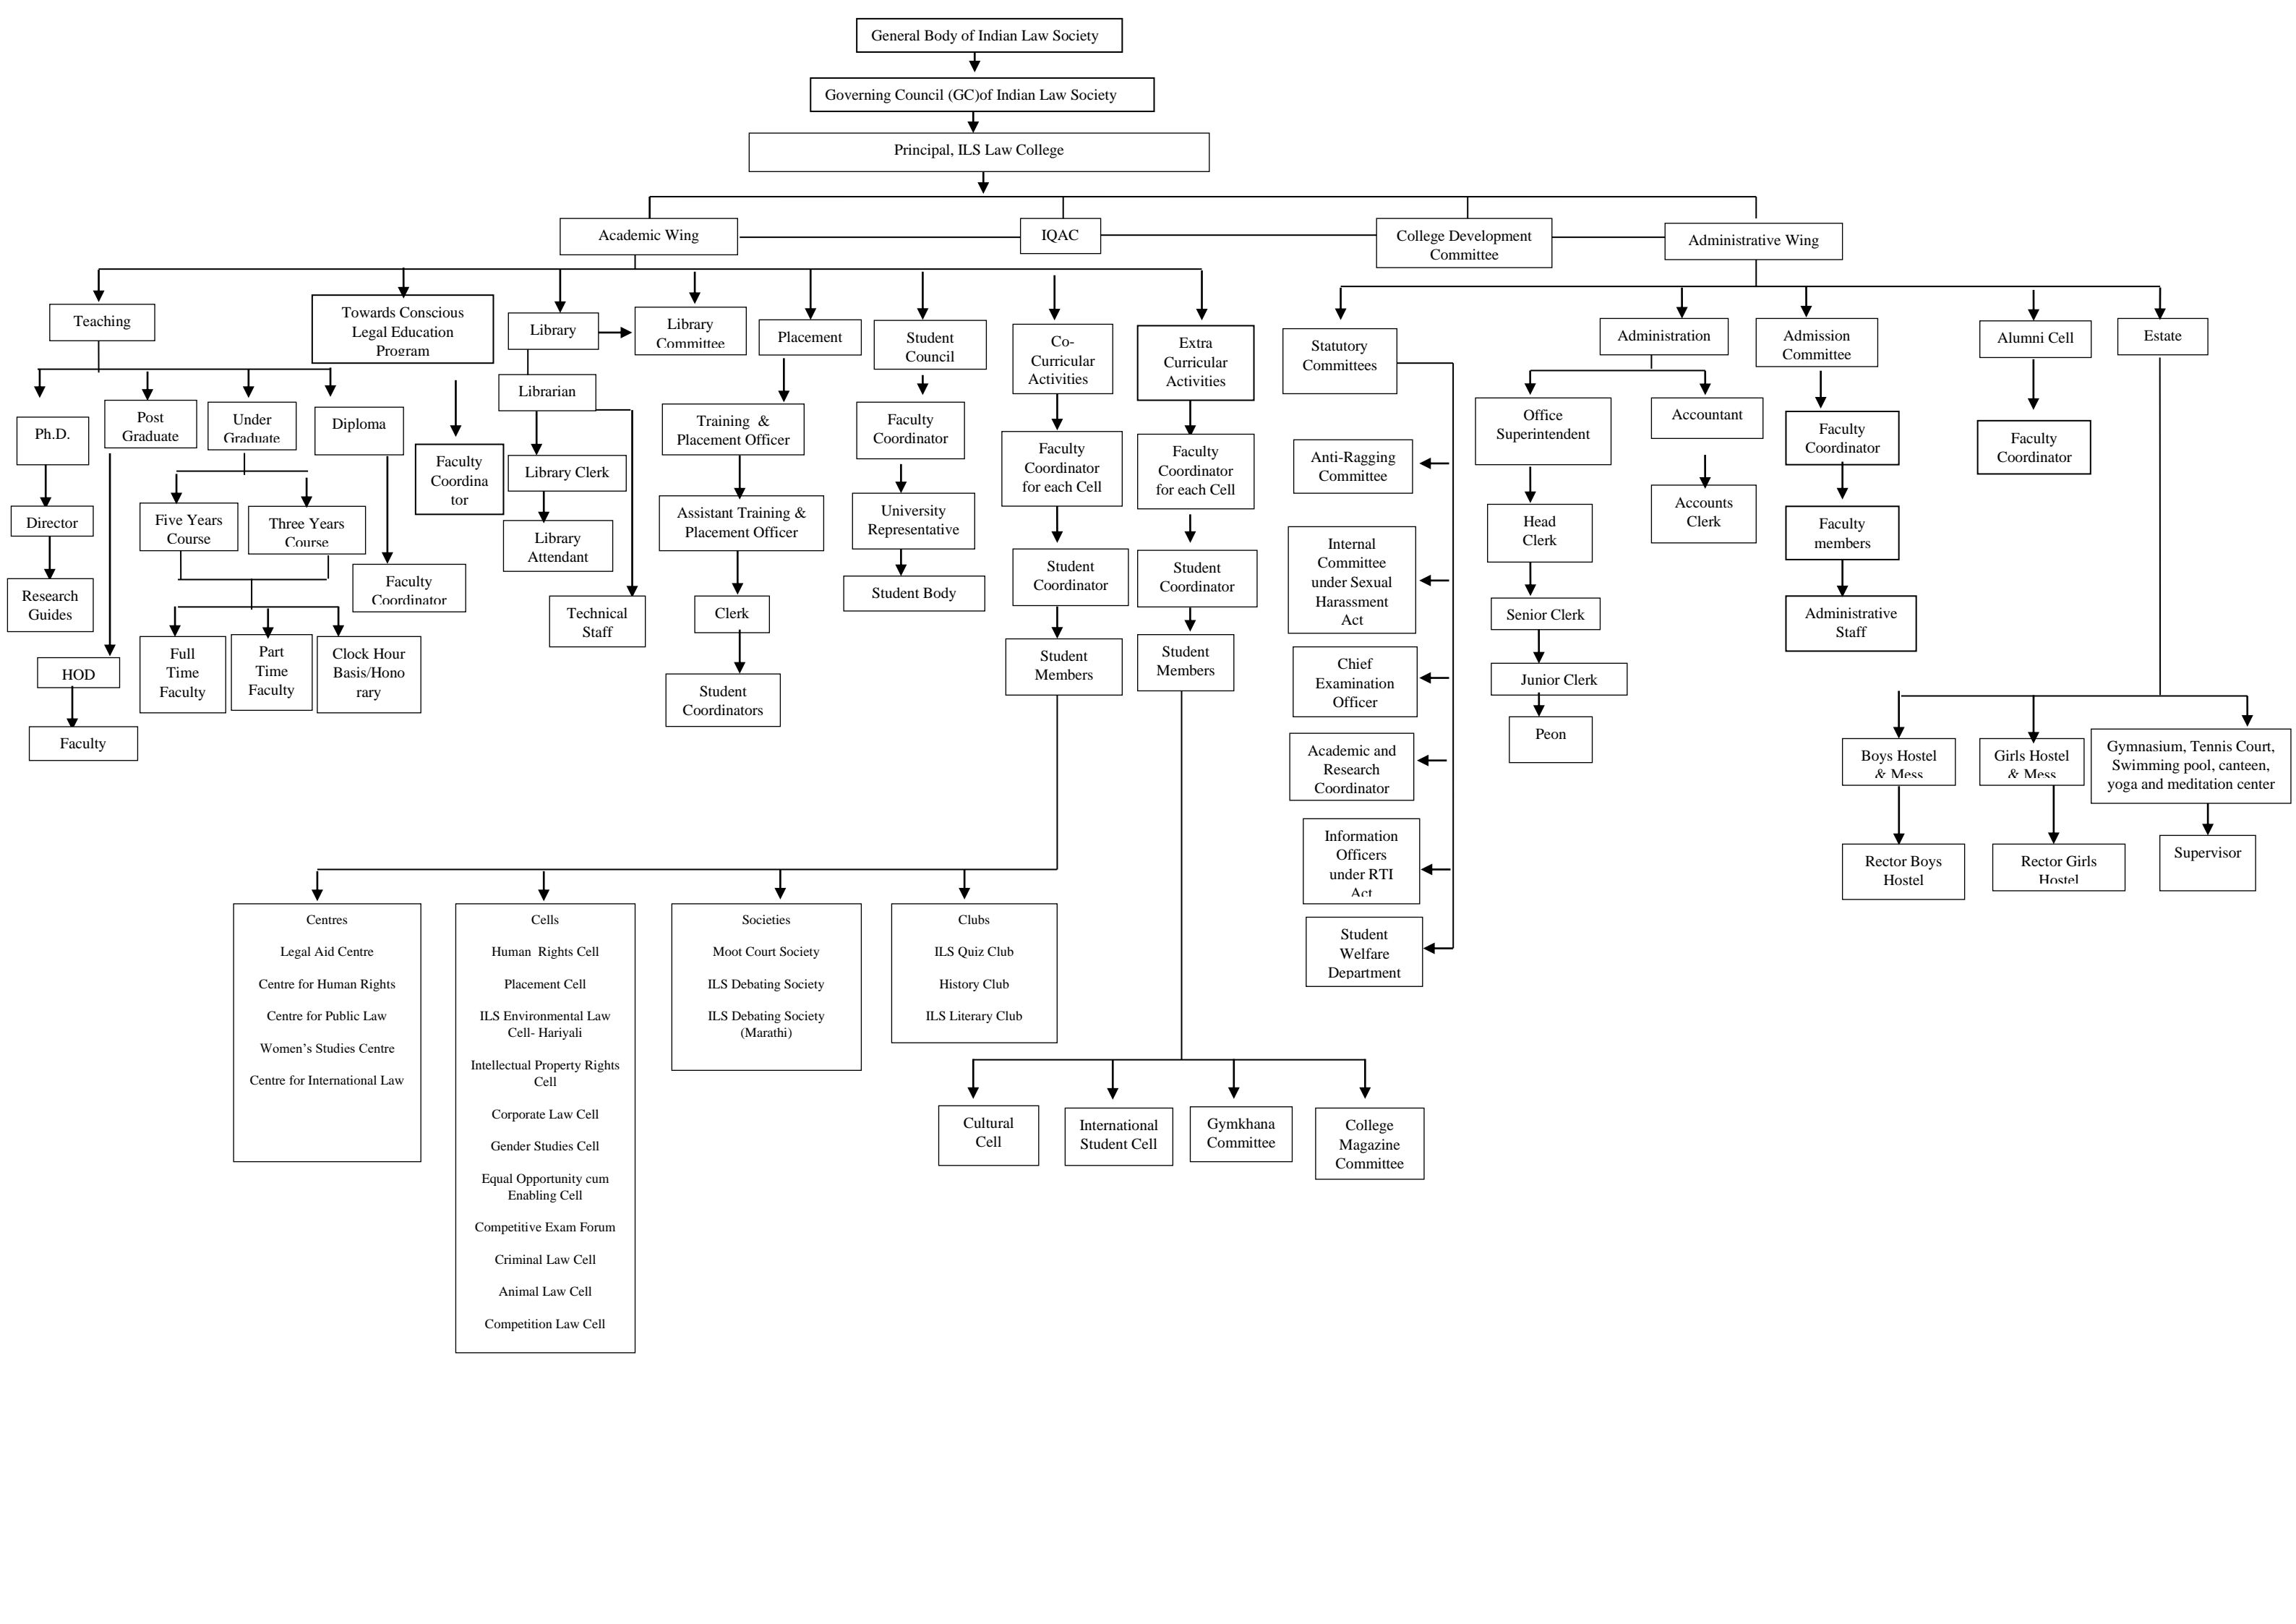 General Body of Indian Law Society
Governing Council (GC)of Indian Law Society
Principal, ILS Law College
Academic Wing
IQAC
College Development
Committee
Administrative Wing
Teaching
Towards Conscious
Legal Education
Program
Library
Library
Committee
Placement
Student
Council
Co-
Curricular
Activities
Extra
Curricular
Activities
Statutory
Committees
Administration
Admission
Committee
Alumni Cell
Estate
Ph.D.
Post
Graduate
Under
Graduate
Diploma
Librarian
Training &
Placement Officer
Faculty
Coordinator
Faculty
Coordinator
for each Cell
Faculty
Coordinator
for each Cell
Office
Superintendent
Accountant
Faculty
Coordinator
Faculty
Coordinator
Faculty
Coordina
tor
Library Clerk
Anti-Ragging
Committee
Director
Five Years
Course
Three Years
Course
Library
Attendant
Assistant Training &
Placement Officer
University
Representative
Head
Clerk
Accounts
Clerk
Faculty
members
Research
Guides
Faculty
Coordinator
Technical
Staff
Clerk
Student Body
Student
Coordinator
Student
Coordinator
Internal
Committee
under Sexual
Harassment
Act
Senior Clerk
Administrative
Staff
HOD
Full
Time
Faculty
Part
Time
Faculty
Clock Hour
Basis/Hono
rary
Student
Coordinators
Student
Members
Student
Members
Chief
Examination
Officer
Junior Clerk
Faculty
Peon
Academic and
Research
Coordinator
Boys Hostel
& Mess
Girls Hostel
& Mess
Gymnasium, Tennis Court,
Swimming pool, canteen,
yoga and meditation center
Information
Officers
under RTI
Act
Rector Boys
Hostel
Rector Girls
Hostel
Supervisor
Student
Welfare
Department
Centres
Legal Aid Centre
Centre for Human Rights
Centre for Public Law
Women’s Studies Centre
Centre for International Law
Cells
Human Rights Cell
Placement Cell
ILS Environmental Law
Cell- Hariyali
Intellectual Property Rights
Cell
Corporate Law Cell
Gender Studies Cell
Equal Opportunity cum
Enabling Cell
Competitive Exam Forum
Criminal Law Cell
Animal Law Cell
Competition Law Cell
Societies
Moot Court Society
ILS Debating Society
ILS Debating Society
(Marathi)
Clubs
ILS Quiz Club
History Club
ILS Literary Club
Cultural
Cell
International
Student Cell
Gymkhana
Committee
College
Magazine
Committee